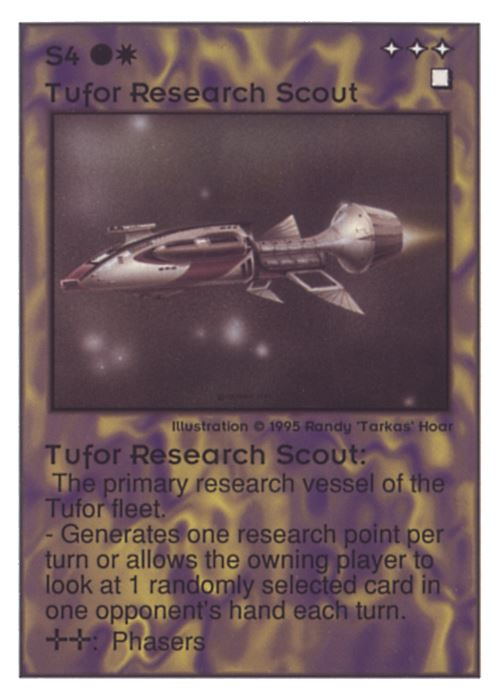 S4
Tufor Research Scout
Illustration © 1995 Randy 'Tarkas' Hoar
Tufor Research Scout:
The primary research vessel of the
Tufor fleet.
- Generates one research point per
turn or allows the owning player to
look at 1 randomly selected card in
one opponent's hand each turn.
: Phasers